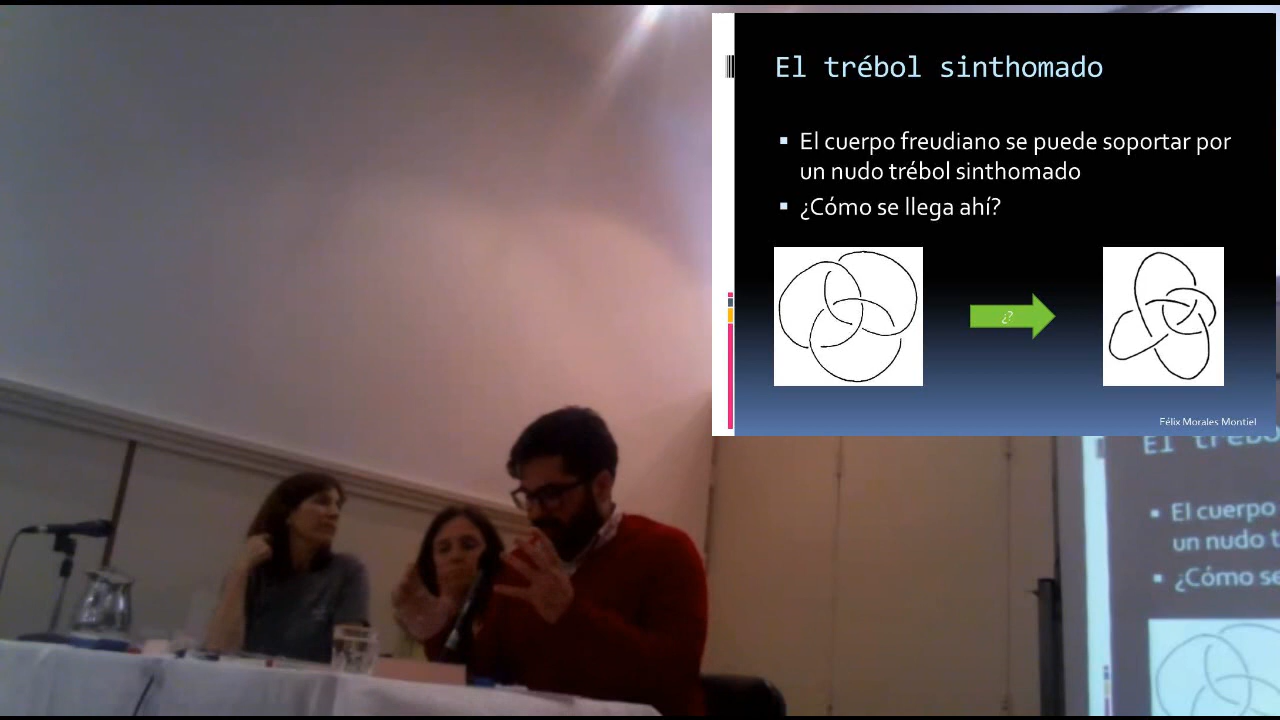 El trébol sinthomado
El cuerpo freudiano se puede soportar por
un nudo trébol sinthomado
¿Cómo se llega ahí?
¿?
Félix Morales Montiel
El trébo
El cuerpo
un nudo t
¿Cómo se